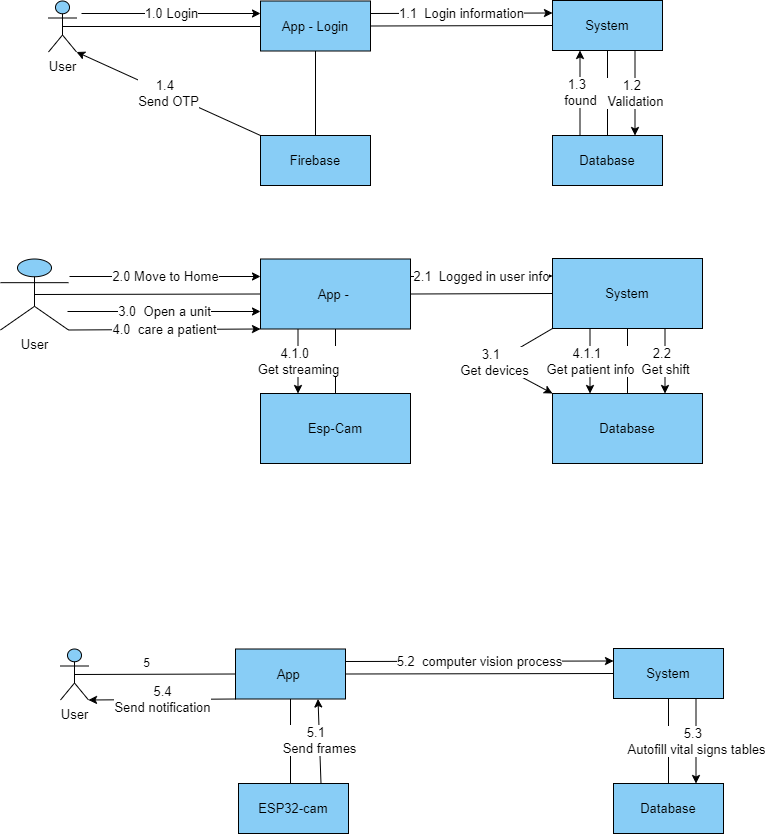 1.0 Login
App - Login
1.1 Login information
System
User
1.4
Send OTP
1.3
found
1.2
Validation
Firebase
Database
2.0 Move to Home
App -
2.1 Logged in user info
System
3.0 Open a unit
4.0 care a patient
User
4.1.0
Get streaming
3.1
Get devices
4.1.1
Get patient info
2.2
Get shift
Esp-Cam
Database
5
App
5.2 computer vision process
System
User
5.4
Send notification
5.1
Send frames
5.3
Autofill vital signs tables
ESP32-cam
Database